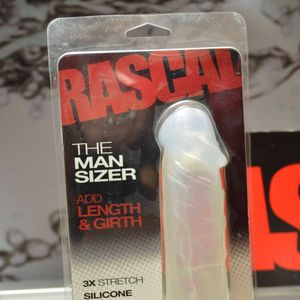 RASCAL
THE
MAN
SIZER
ADD
LENGTH
& GIRTH
3X STRETCH
SILICONE